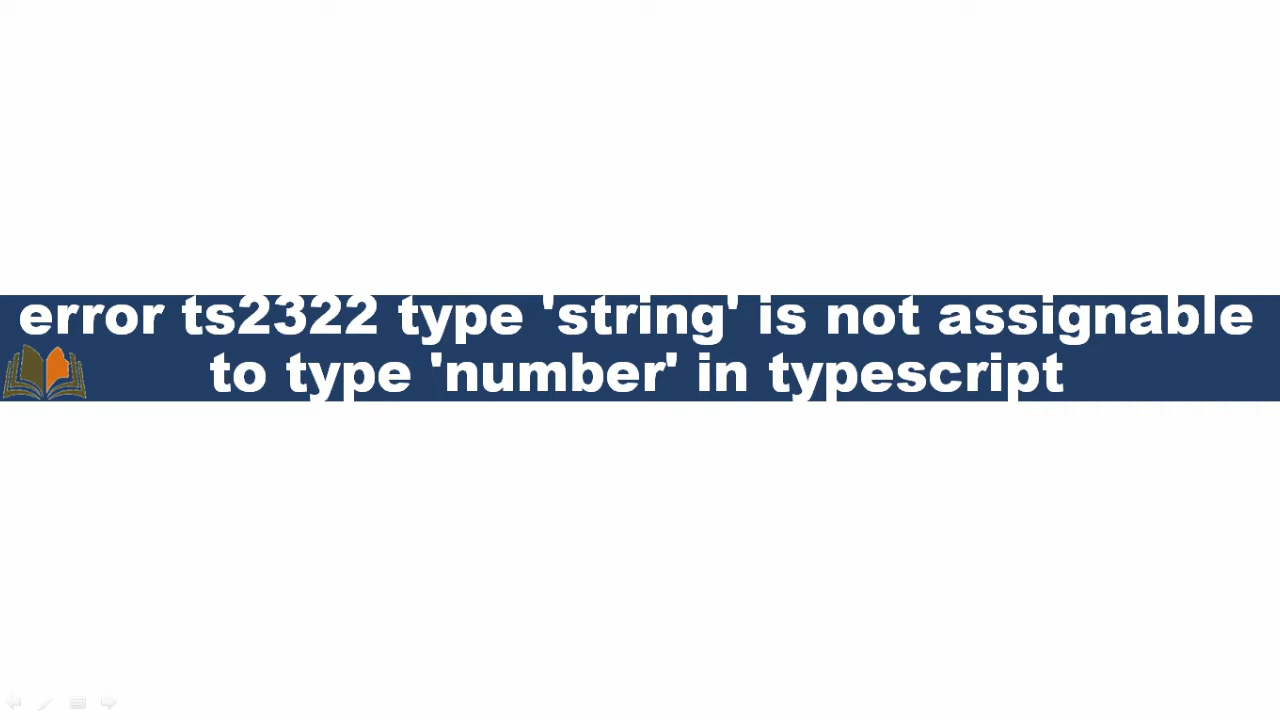 error ts2322 type 'string' is not assignable
to type 'number' in typescript